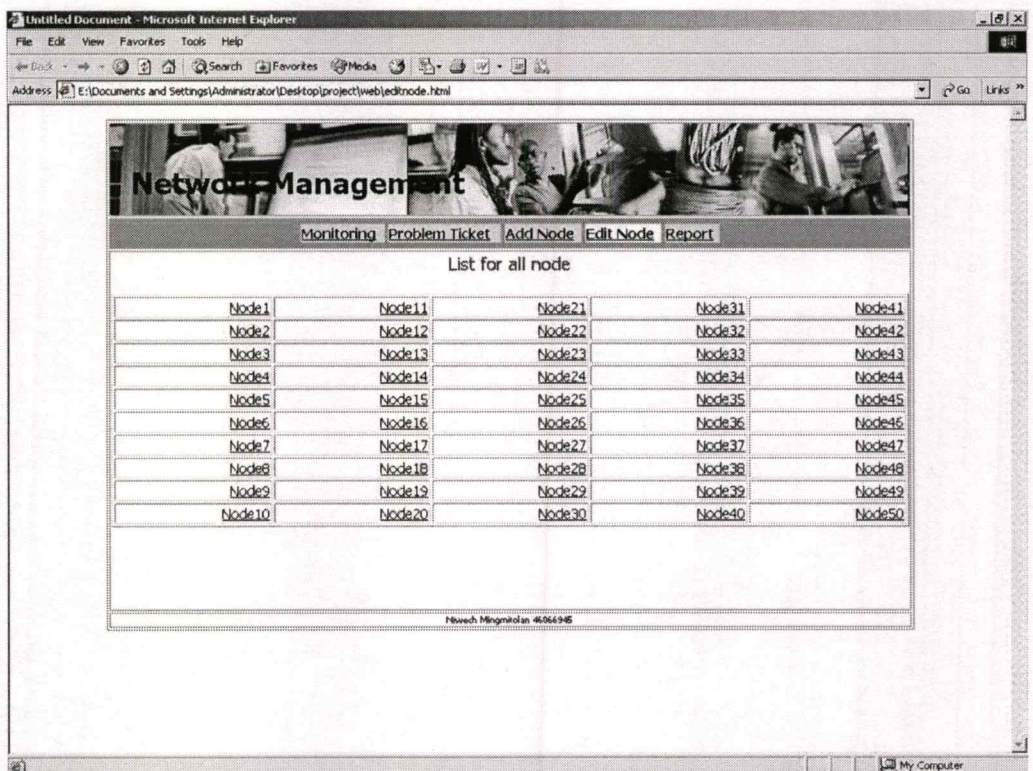 Untitled Document - Microsoft Internet Explorer
File Edit View Favorites Tools Help
Back Search Favorites Media
Address E:\Documents and Settings\Administrator\Desktop\project\web\editnode.html Go Links »
Network Management
Monitoring Problem Ticket Add Node Edit Node Report
List for all node
Node1 Node11 Node21 Node31 Node41
Node2 Node12 Node22 Node32 Node42
Node3 Node13 Node23 Node33 Node43
Node4 Node14 Node24 Node34 Node44
Node5 Node15 Node25 Node35 Node45
Node6 Node16 Node26 Node36 Node46
Node7 Node17 Node27 Node37 Node47
Node8 Node18 Node28 Node38 Node48
Node9 Node19 Node29 Node39 Node49
Node10 Node20 Node30 Node40 Node50
46066945
My Computer